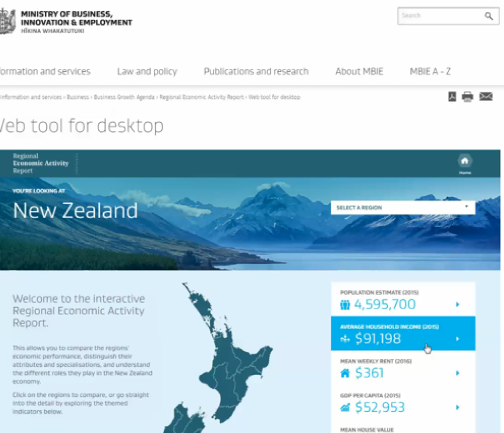 MINISTRY OF BUSINESS,
INNOVATION & EMPLOYMENT
HĪKINA WHAKATUTUKI
Search
formation and services
Law and policy
Publications and research
About MBIE
MBIE A - Z
Information and services › Business › Business Growth Agenda › Regional Economic Activity Report › Web tool for desktop
Web tool for desktop
Regional
Economic Activity
Report
Home
YOU'RE LOOKING AT
New Zealand
SELECT A REGION
Welcome to the interactive
Regional Economic Activity
Report.
This allows you to compare the regions'
economic performance, distinguish their
attributes and specialisations, and understand
the different roles they play in the New Zealand
economy.
Click on the regions to compare, or go straight
into the detail by exploring the themed
indicators below.
POPULATION ESTIMATE (2015)
4,595,700
AVERAGE HOUSEHOLD INCOME (2015)
$91,198
MEAN WEEKLY RENT (2016)
$361
GDP PER CAPITA (2015)
$52,953
MEAN HOUSE VALUE